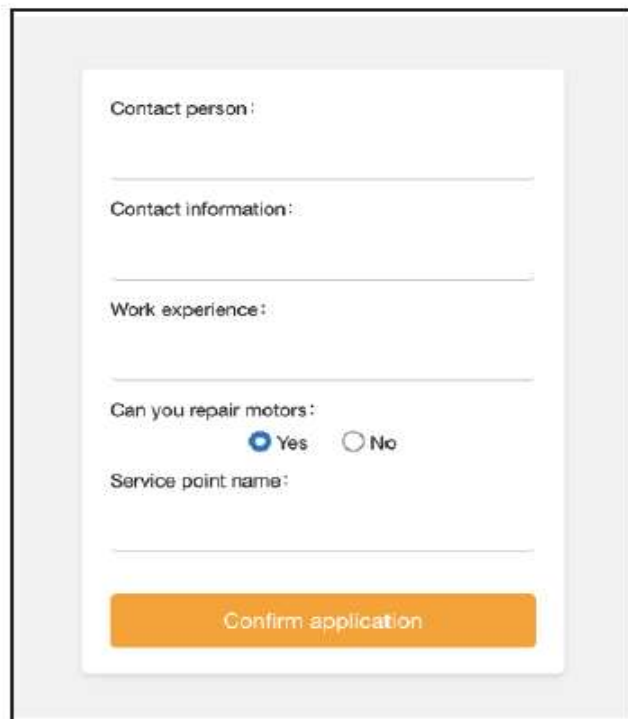 Contact person:
Contact information:
Work experience:
Can you repair motors:
Yes No
Service point name:
Confirm application